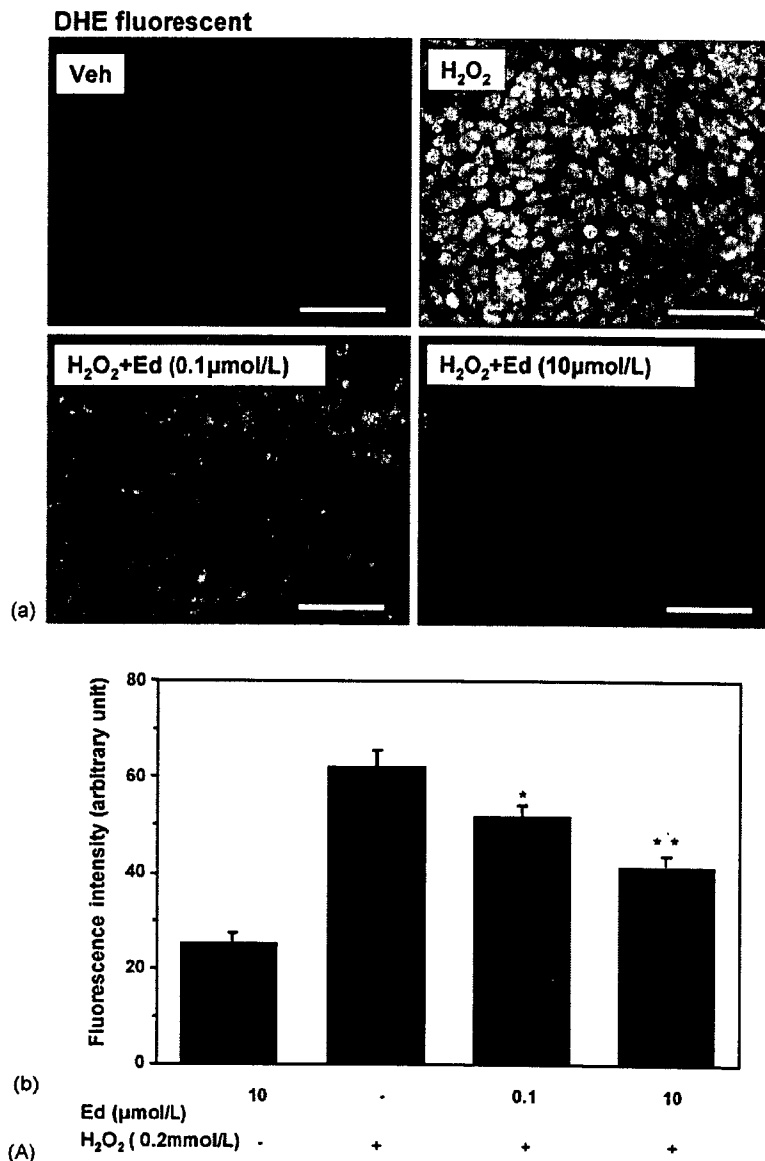 DHE fluorescent
Veh
H₂O₂
H₂O₂+Ed (0.1µmol/L)
H₂O₂+Ed (10µmol/L)
(a)
Fluorescence intensity (arbitrary unit)
80
60
40
20
0
*
* *
(b)
10 - 0.1 10
Ed (µmol/L)
H₂O₂ ( 0.2mmol/L) - + + +
(A)